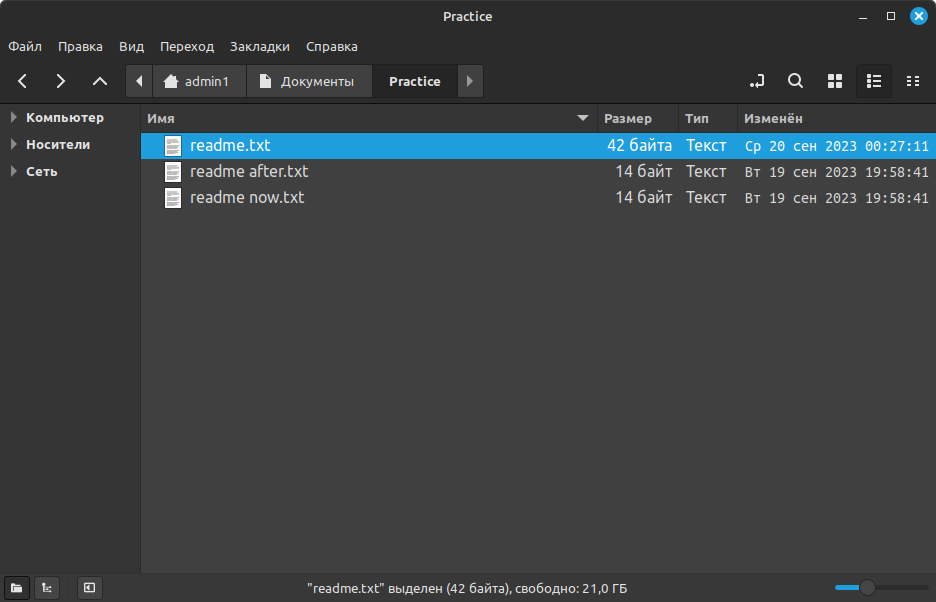 Practice
Файл Правка Вид Переход Закладки Справка
admin1 Документы Practice
Компьютер
Носители
Сеть
Имя Размер Тип Изменён
readme.txt 42 байта Текст Ср 20 сен 2023 00:27:11
readme after.txt 14 байт Текст Вт 19 сен 2023 19:58:41
readme now.txt 14 байт Текст Вт 19 сен 2023 19:58:41
"readme.txt" выделен (42 байта), свободно: 21,0 ГБ